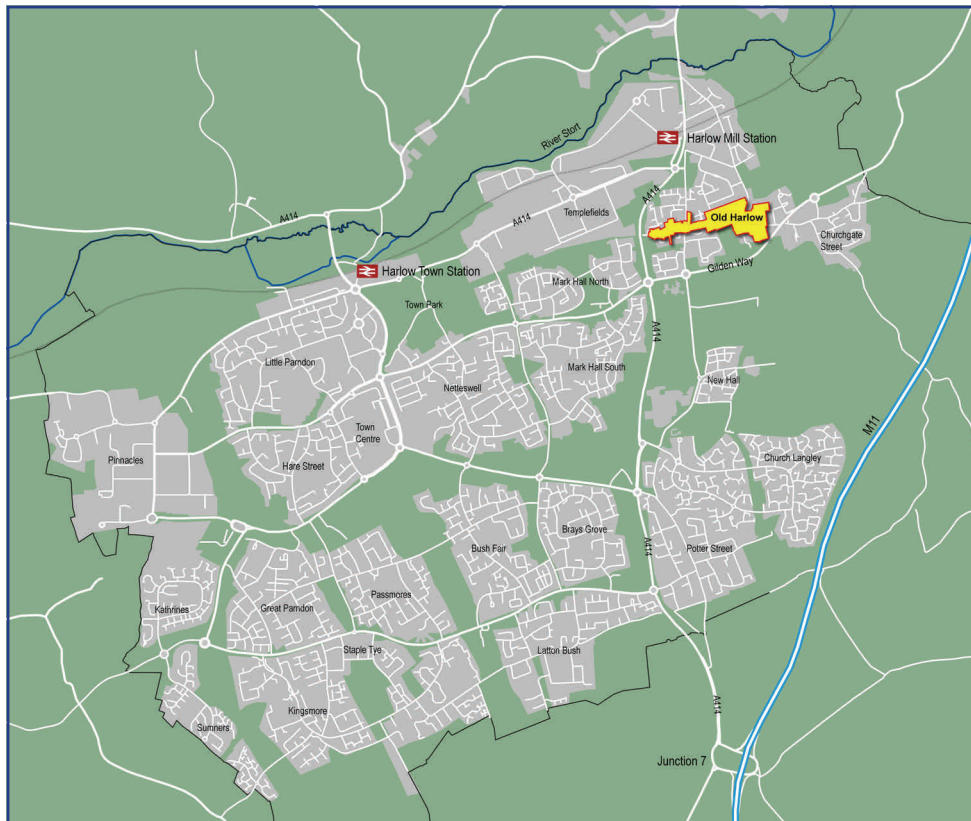 Harlow Mill Station
River Stort
A414
A414
Templefields
Old Harlow
A414
Churchgate
Street
Gilden Way
Harlow Town Station
Mark Hall North
Town Park
A414
Little Parndon
Netteswell
Mark Hall South
New Hall
M11
Town
Centre
Pinnacles
Hare Street
Church Langley
Brays Grove
Bush Fair
A414
Potter Street
Katherines
Great Parndon
Passmores
Staple Tye
Latton Bush
Sumners
Kingsmore
A414
Junction 7